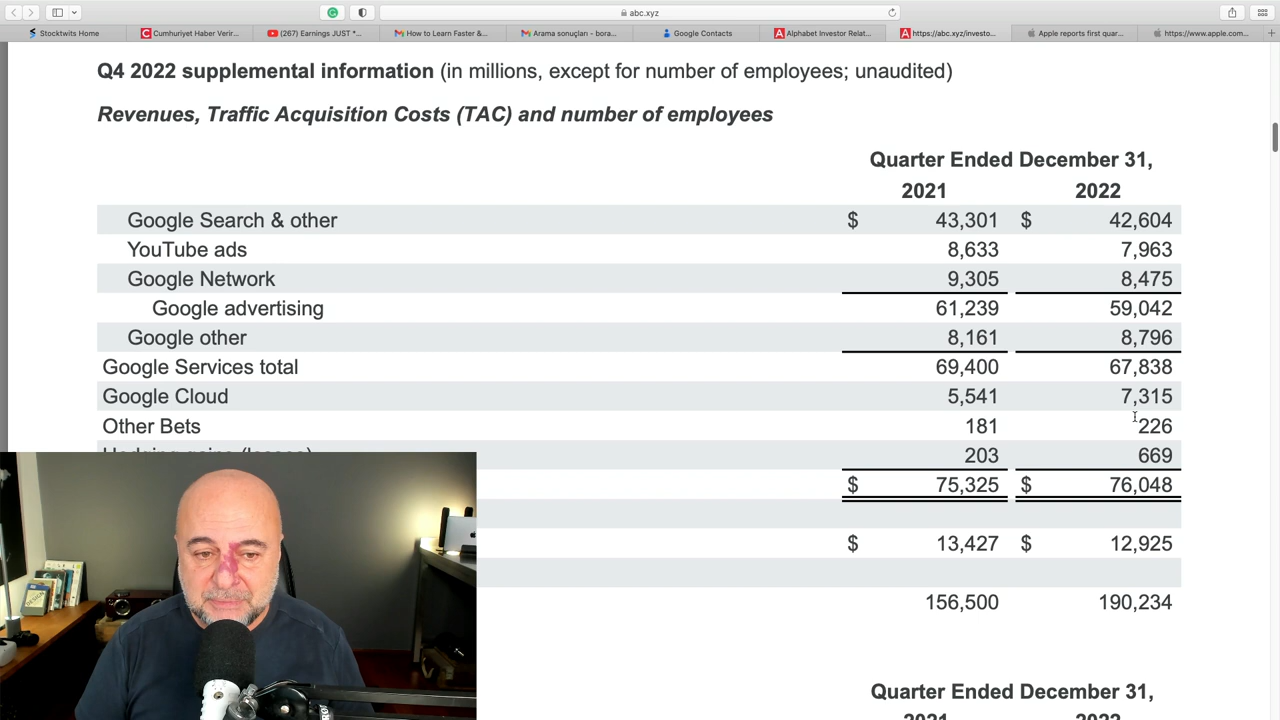 abc.xyz
Stocktwits Home
Cumhuriyet Haber Verir...
(267) Earnings JUST *...
How to Learn Faster &...
Arama sonuçları - bora...
Google Contacts
Alphabet Investor Relat...
https://abc.xyz/investo...
Apple reports first quar...
https://www.apple.com...
Q4 2022 supplemental information (in millions, except for number of employees; unaudited)
Revenues, Traffic Acquisition Costs (TAC) and number of employees
Quarter Ended December 31,
2021 2022
Google Search & other $ 43,301 $ 42,604
YouTube ads 8,633 7,963
Google Network 9,305 8,475
Google advertising 61,239 59,042
Google other 8,161 8,796
Google Services total 69,400 67,838
Google Cloud 5,541 7,315
Other Bets 181 226
Hedging gains (losses) 203 669
$ 75,325 $ 76,048
$ 13,427 $ 12,925
156,500 190,234
Quarter Ended December 31,
2021 2022